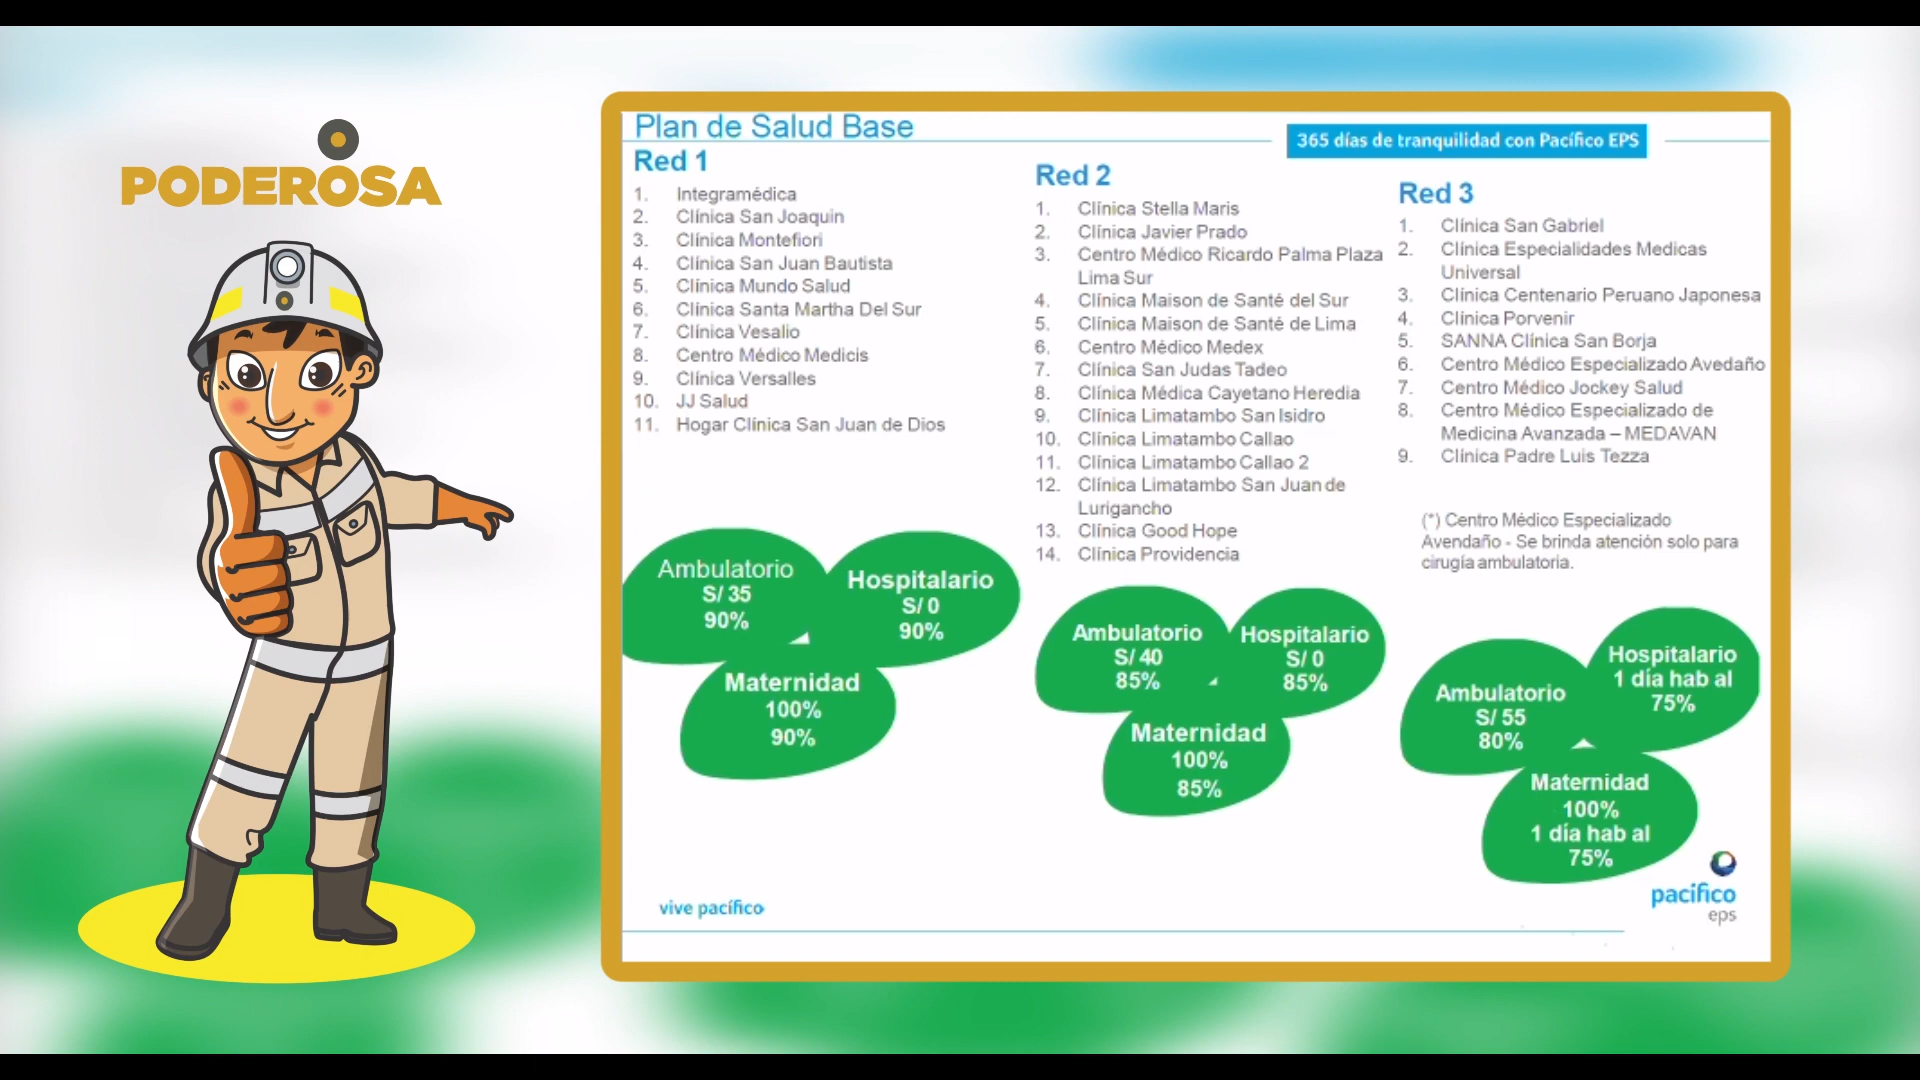 PODEROSA
Plan de Salud Base
365 días de tranquilidad con Pacífico EPS
Red 1
1. Integramédica
2. Clínica San Joaquin
3. Clínica Montefiori
4. Clínica San Juan Bautista
5. Clínica Mundo Salud
6. Clínica Santa Martha Del Sur
7. Clínica Vesalio
8. Centro Médico Medicis
9. Clínica Versalles
10. JJ Salud
11. Hogar Clínica San Juan de Dios
Ambulatorio
S/ 35
90%
Hospitalario
S/ 0
90%
Maternidad
100%
90%
Red 2
1. Clínica Stella Maris
2. Clínica Javier Prado
3. Centro Médico Ricardo Palma Plaza
Lima Sur
4. Clínica Maison de Santé del Sur
5. Clínica Maison de Santé de Lima
6. Centro Médico Medex
7. Clínica San Judas Tadeo
8. Clínica Médica Cayetano Heredia
9. Clínica Limatambo San Isidro
10. Clínica Limatambo Callao
11. Clínica Limatambo Callao 2
12. Clínica Limatambo San Juan de
Lurigancho
13. Clínica Good Hope
14. Clínica Providencia
Ambulatorio
S/ 40
85%
Hospitalario
S/ 0
85%
Maternidad
100%
85%
Red 3
1. Clínica San Gabriel
2. Clínica Especialidades Medicas
Universal
3. Clínica Centenario Peruano Japonesa
4. Clínica Porvenir
5. SANNA Clínica San Borja
6. Centro Médico Especializado Avedaño
7. Centro Médico Jockey Salud
8. Centro Médico Especializado de
Medicina Avanzada – MEDAVAN
9. Clínica Padre Luis Tezza
(*) Centro Médico Especializado
Avendaño - Se brinda atención solo para
cirugía ambulatoria.
Ambulatorio
S/ 55
80%
Hospitalario
1 día hab al
75%
Maternidad
100%
1 día hab al
75%
vive pacífico
pacífico
eps